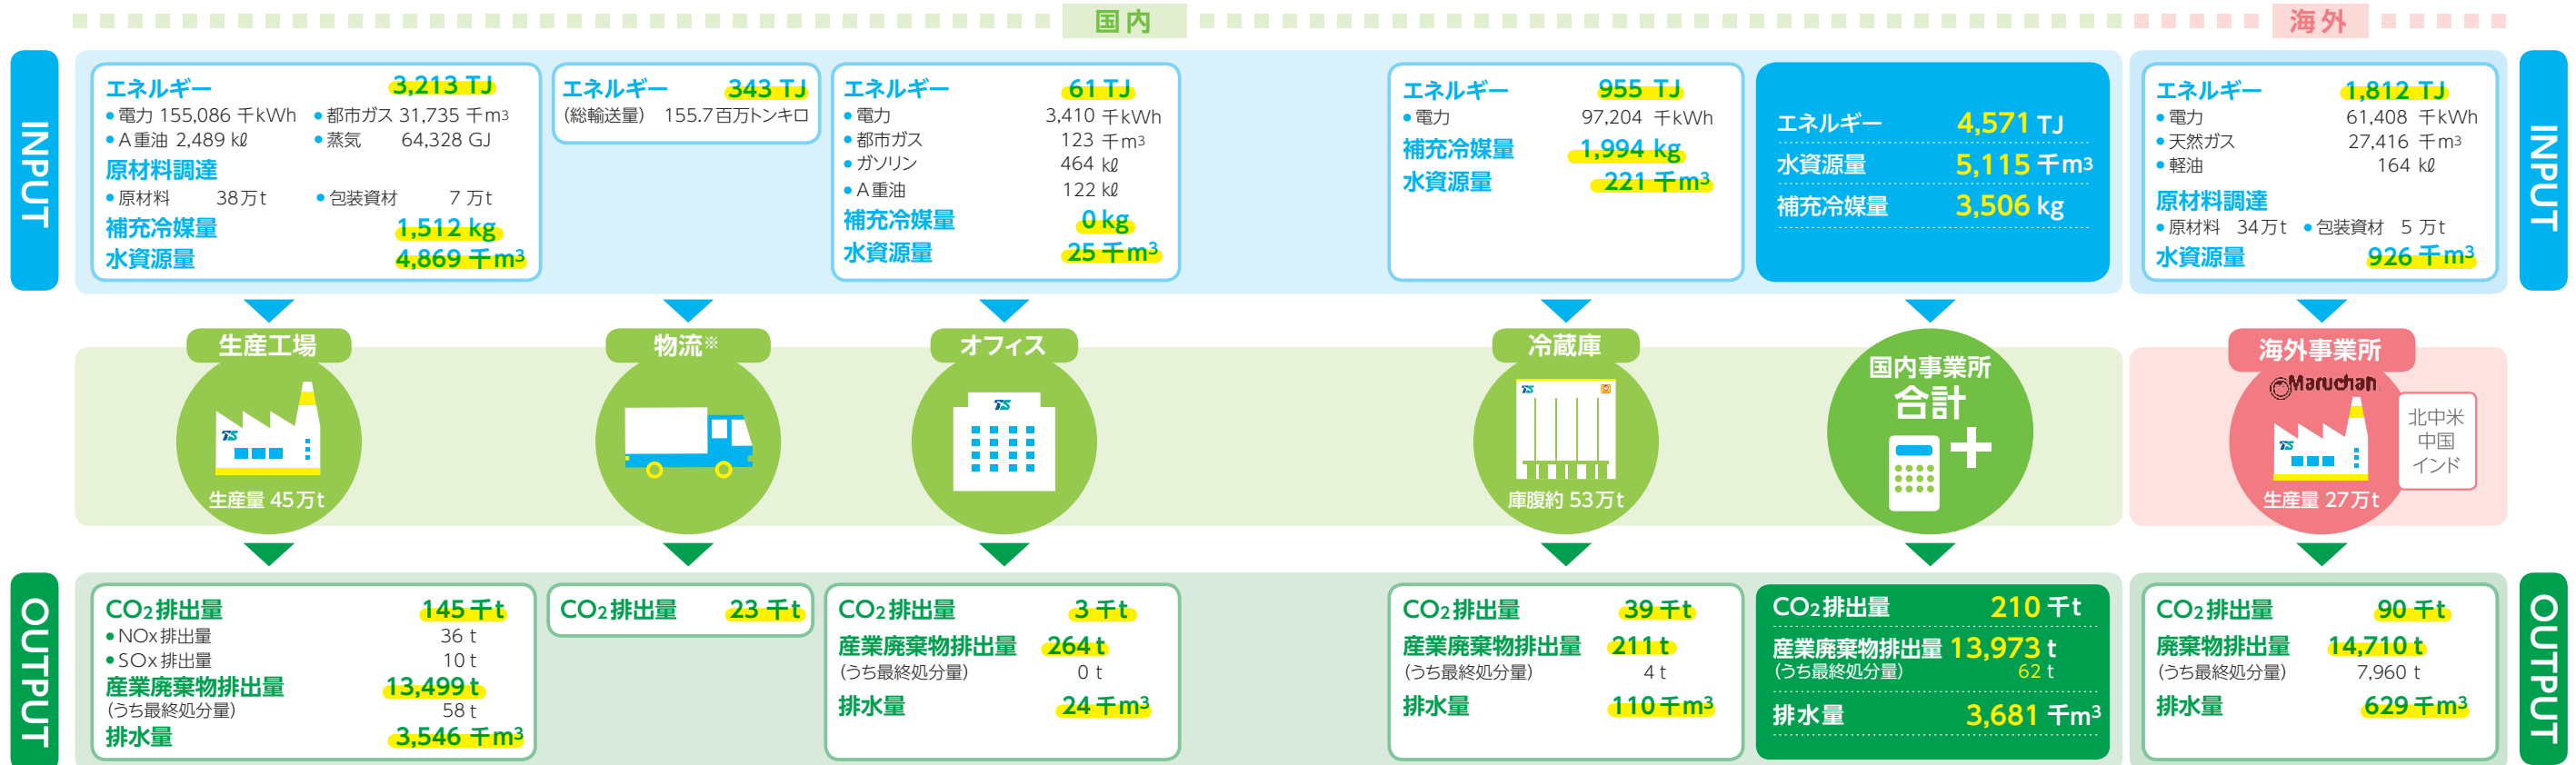 国内
海外
INPUT
エネルギー 3,213 TJ
• 電力 155,086 千kWh • 都市ガス 31,735 千m³
• A重油 2,489 kℓ • 蒸気 64,328 GJ
原材料調達
• 原材料 38万t • 包装資材 7 万t
補充冷媒量 1,512 kg
水資源量 4,869 千m³
エネルギー 343 TJ
(総輸送量) 155.7百万トンキロ
エネルギー 61 TJ
• 電力 3,410 千kWh
• 都市ガス 123 千m³
• ガソリン 464 kℓ
• A重油 122 kℓ
補充冷媒量 0 kg
水資源量 25 千m³
エネルギー 955 TJ
• 電力 97,204 千kWh
補充冷媒量 1,994 kg
水資源量 221 千m³
エネルギー 4,571 TJ
水資源量 5,115 千m³
補充冷媒量 3,506 kg
エネルギー 1,812 TJ
• 電力 61,408 千kWh
• 天然ガス 27,416 千m³
• 軽油 164 kℓ
原材料調達
• 原材料 34万t • 包装資材 5 万t
水資源量 926 千m³
INPUT
生産工場
TS
生産量 45万t
物流※
オフィス
TS
冷蔵庫
TS
庫腹約 53万t
国内事業所
合計
海外事業所
Maruchan
TS
生産量 27万t
北中米
中国
インド
OUTPUT
CO₂排出量 145 千t
• NOx排出量 36 t
• SOx排出量 10 t
産業廃棄物排出量 13,499 t
(うち最終処分量) 58 t
排水量 3,546 千m³
CO₂排出量 23 千t
CO₂排出量 3 千t
産業廃棄物排出量 264 t
(うち最終処分量) 0 t
排水量 24 千m³
CO₂排出量 39 千t
産業廃棄物排出量 211 t
(うち最終処分量) 4 t
排水量 110 千m³
CO₂排出量 210 千t
産業廃棄物排出量 13,973 t
(うち最終処分量) 62 t
排水量 3,681 千m³
CO₂排出量 90 千t
廃棄物排出量 14,710 t
(うち最終処分量) 7,960 t
排水量 629 千m³
OUTPUT